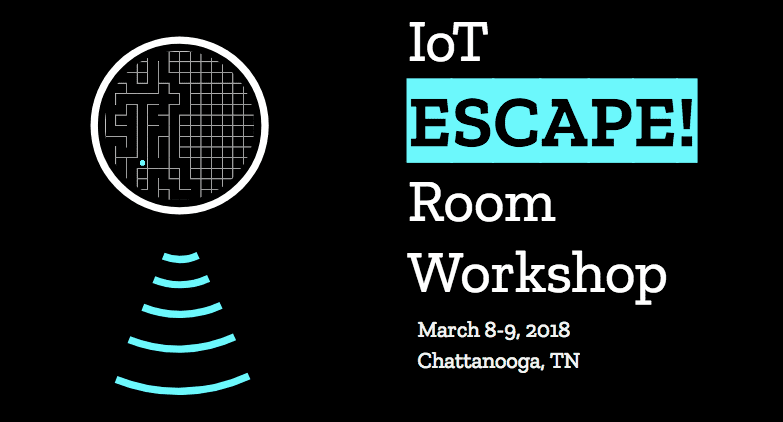 IoT
ESCAPE!
Room
Workshop
March 8-9, 2018
Chattanooga, TN